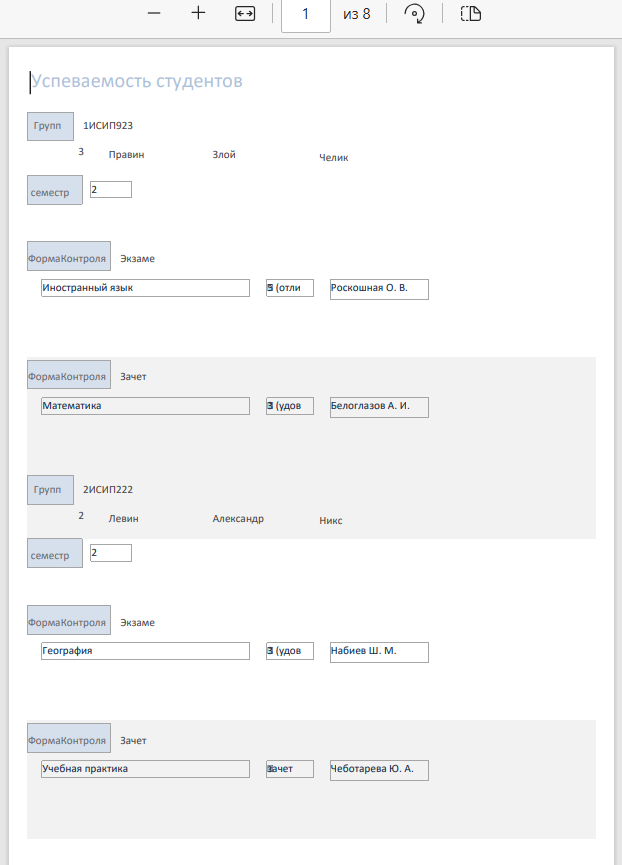 1 из 8
Успеваемость студентов
Групп 1ИСИП923
3 Правин Злой Челик
семестр 2
ФормаКонтроля Экзаме
Иностранный язык 5 (отли Роскошная О. В.
ФормаКонтроля Зачет
Математика 3 (удов Белоглазов А. И.
Групп 2ИСИП222
2 Левин Александр Никс
семестр 2
ФормаКонтроля Экзаме
География 3 (удов Набиев Ш. М.
ФормаКонтроля Зачет
Учебная практика Чеботарева Ю. А.